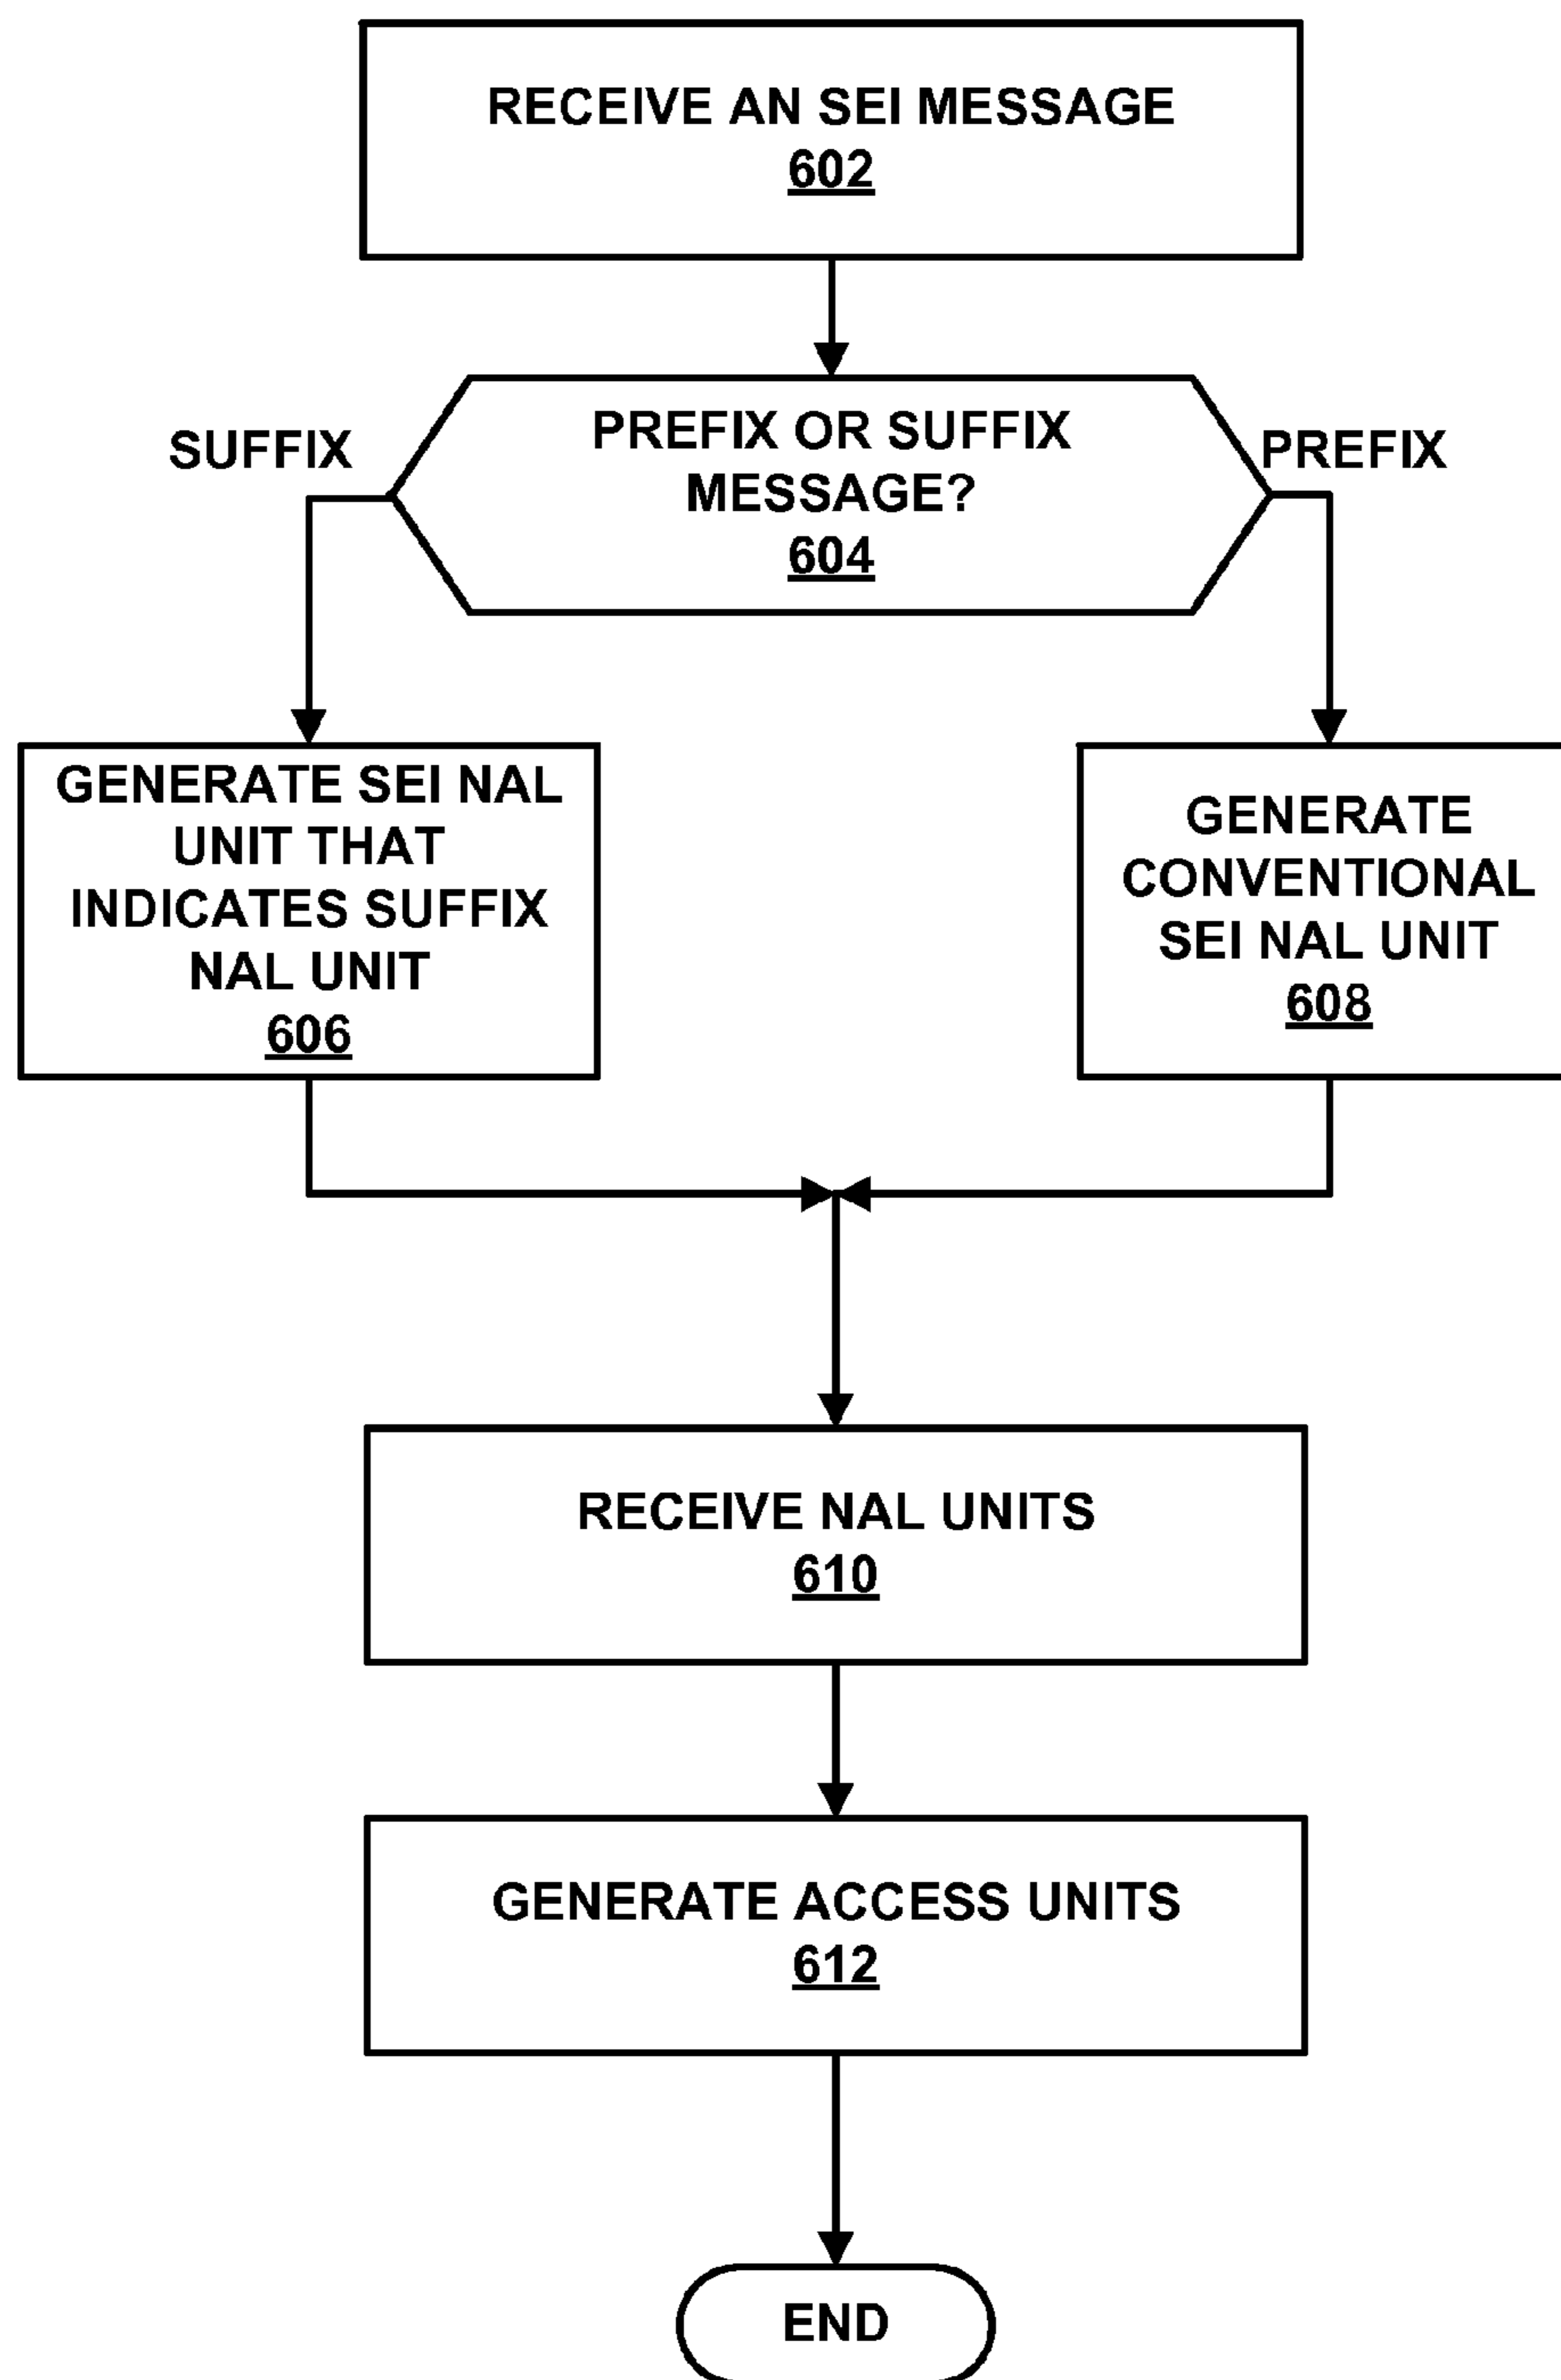 RECEIVE AN SEI MESSAGE
602
PREFIX OR SUFFIX
MESSAGE?
604
SUFFIX
PREFIX
GENERATE SEI NAL
UNIT THAT
INDICATES SUFFIX
NAL UNIT
606
GENERATE
CONVENTIONAL
SEI NAL UNIT
608
RECEIVE NAL UNITS
610
GENERATE ACCESS UNITS
612
END